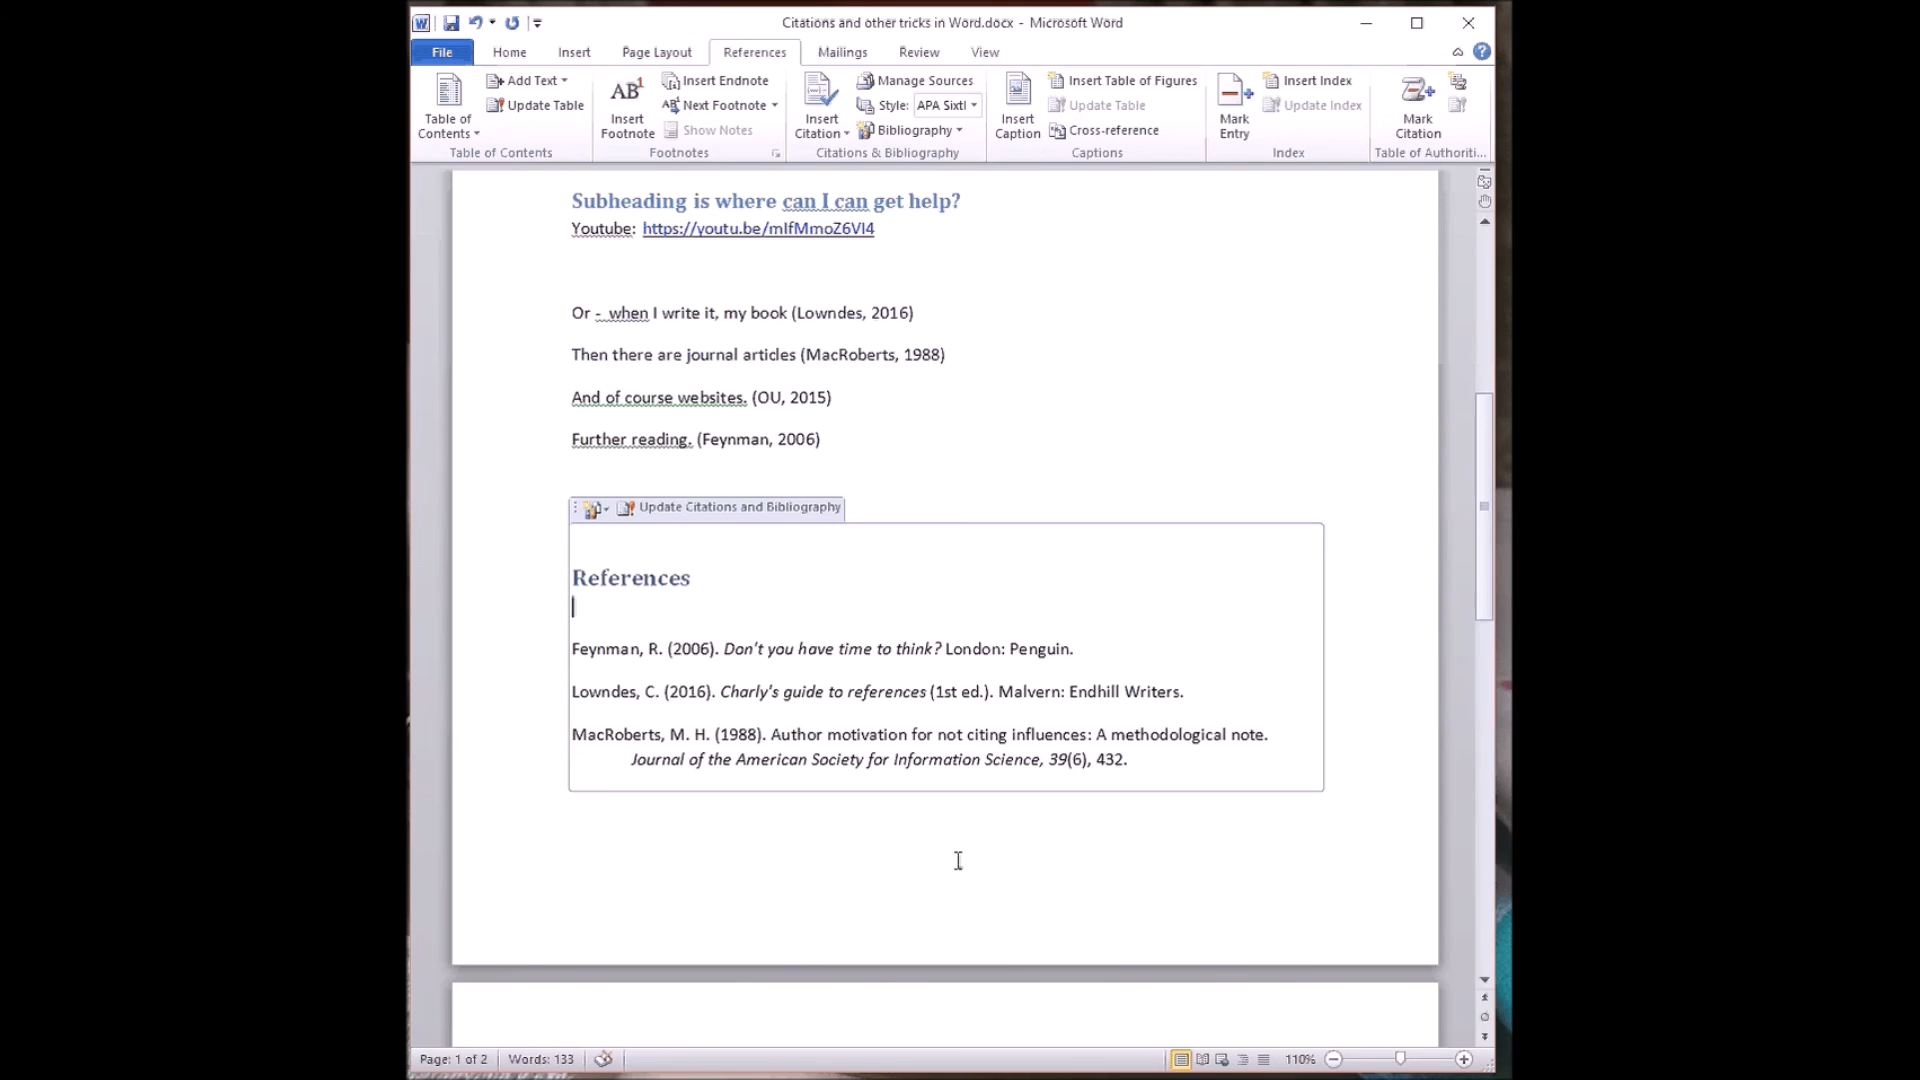 Citations and other tricks in Word.docx - Microsoft Word
File Home Insert Page Layout References Mailings Review View
Table of Contents
Add Text
Update Table
Table of Contents
AB1
Insert Footnote
Insert Endnote
Next Footnote
Show Notes
Footnotes
Insert Citation
Manage Sources
Style: APA Sixtl
Bibliography
Citations & Bibliography
Insert Caption
Insert Table of Figures
Update Table
Cross-reference
Captions
Mark Entry
Insert Index
Update Index
Index
Mark Citation
Table of Authoriti...
Subheading is where can I can get help?
Youtube: https://youtu.be/mIfMmoZ6VI4
Or - when I write it, my book (Lowndes, 2016)
Then there are journal articles (MacRoberts, 1988)
And of course websites. (OU, 2015)
Further reading. (Feynman, 2006)
Update Citations and Bibliography
References
Feynman, R. (2006). Don't you have time to think? London: Penguin.
Lowndes, C. (2016). Charly's guide to references (1st ed.). Malvern: Endhill Writers.
MacRoberts, M. H. (1988). Author motivation for not citing influences: A methodological note.
Journal of the American Society for Information Science, 39(6), 432.
Page: 1 of 2 Words: 133 110%